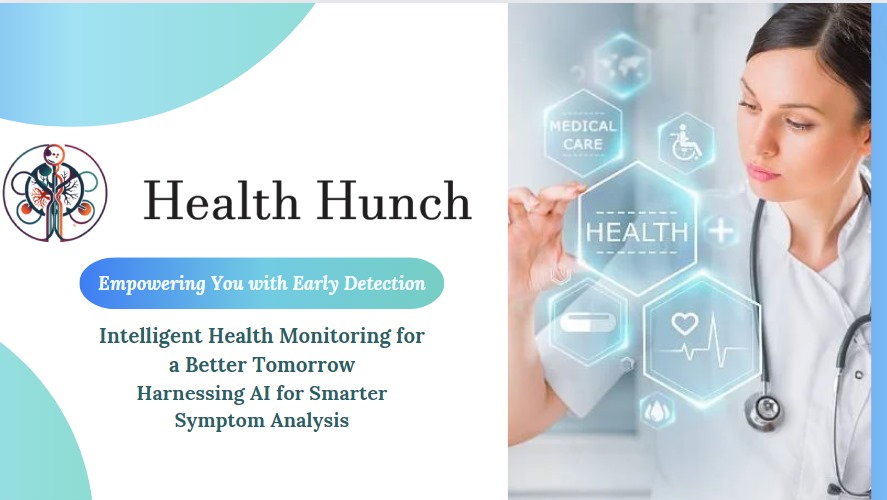 Health Hunch
Empowering You with Early Detection
Intelligent Health Monitoring for
a Better Tomorrow
Harnessing AI for Smarter
Symptom Analysis
MEDICAL
CARE
HEALTH